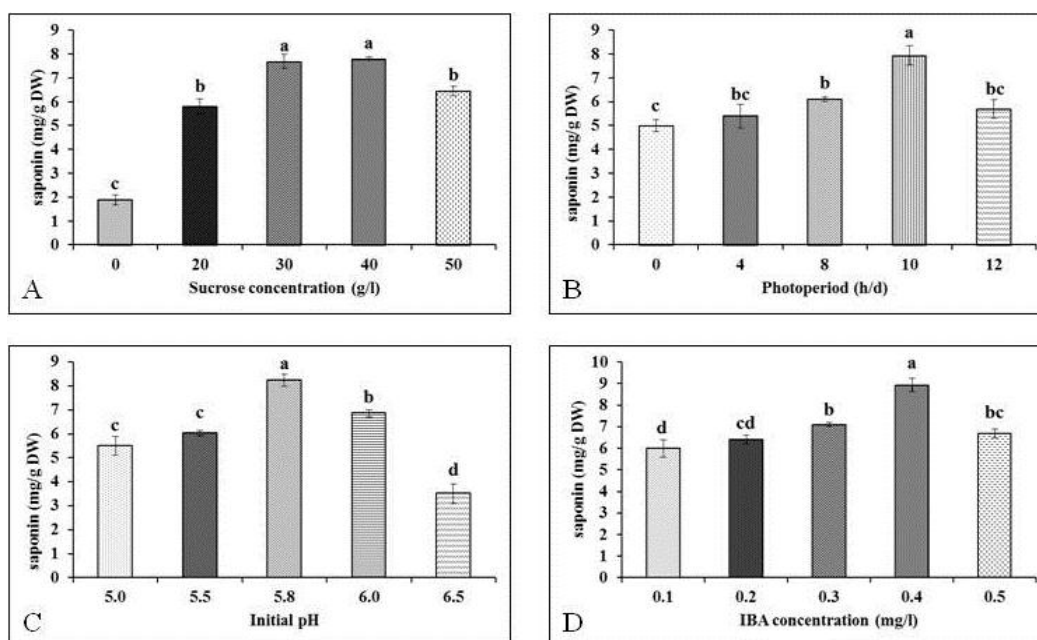 9
8
7
6
5
4
3
2
1
0
saponin (mg/g DW)
c
b
a
a
b
0 20 30 40 50
Sucrose concentration (g/l)
A
9
8
7
6
5
4
3
2
1
0
saponin (mg/g DW)
c
bc
b
a
bc
0 4 8 10 12
Photoperiod (h/d)
B
9
8
7
6
5
4
3
2
1
0
saponin (mg/g DW)
c
c
a
b
d
5.0 5.5 5.8 6.0 6.5
Initial pH
C
10
9
8
7
6
5
4
3
2
1
0
saponin (mg/g DW)
d
cd
b
a
bc
0.1 0.2 0.3 0.4 0.5
IBA concentration (mg/l)
D